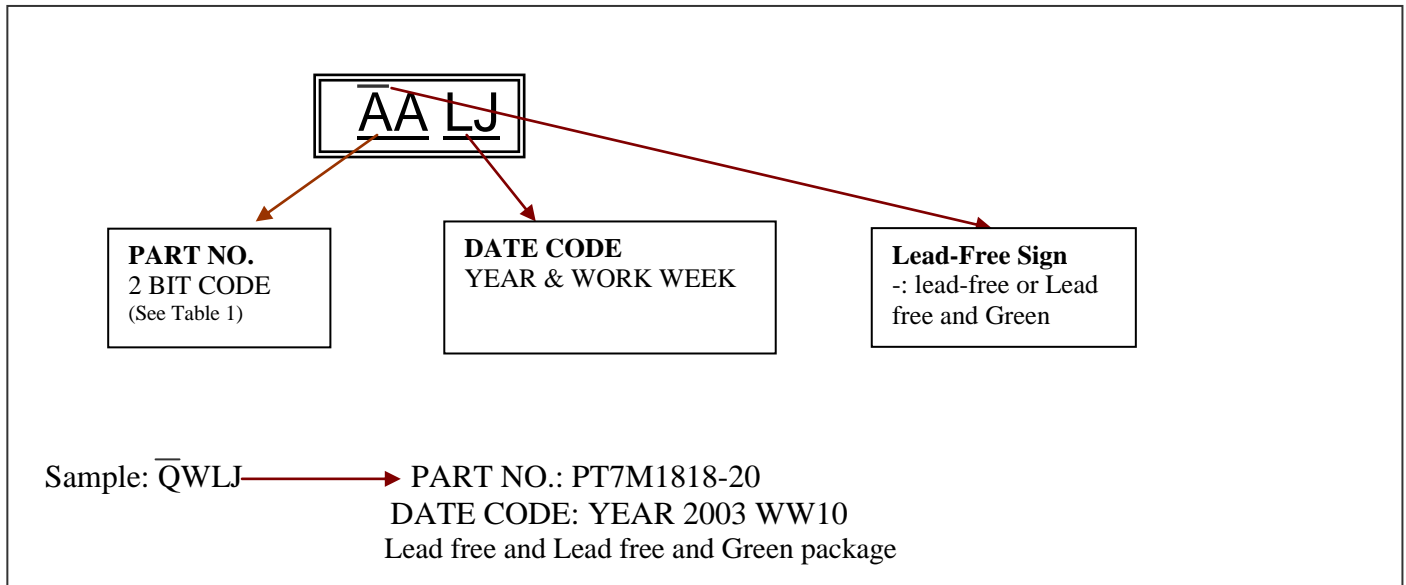 A̅A LJ
PART NO.
2 BIT CODE
(See Table 1)
DATE CODE
YEAR & WORK WEEK
Lead-Free Sign
-: lead-free or Lead
free and Green
Sample: Q̅WLJ PART NO.: PT7M1818-20
DATE CODE: YEAR 2003 WW10
Lead free and Lead free and Green package